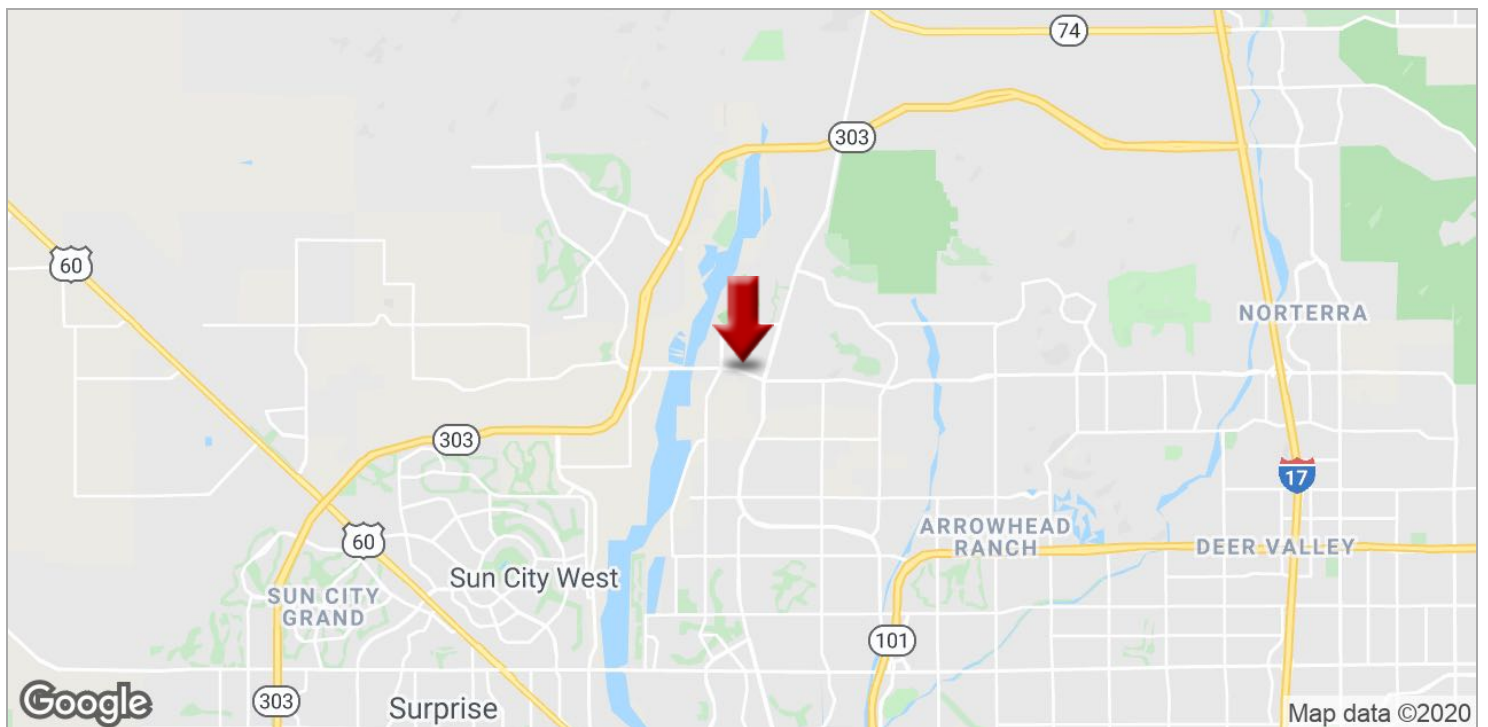 74
303
60
NORTERRA
303
17
ARROWHEAD
RANCH
DEER VALLEY
60
Sun City West
SUN CITY
GRAND
101
303
Surprise
Google
Map data ©2020